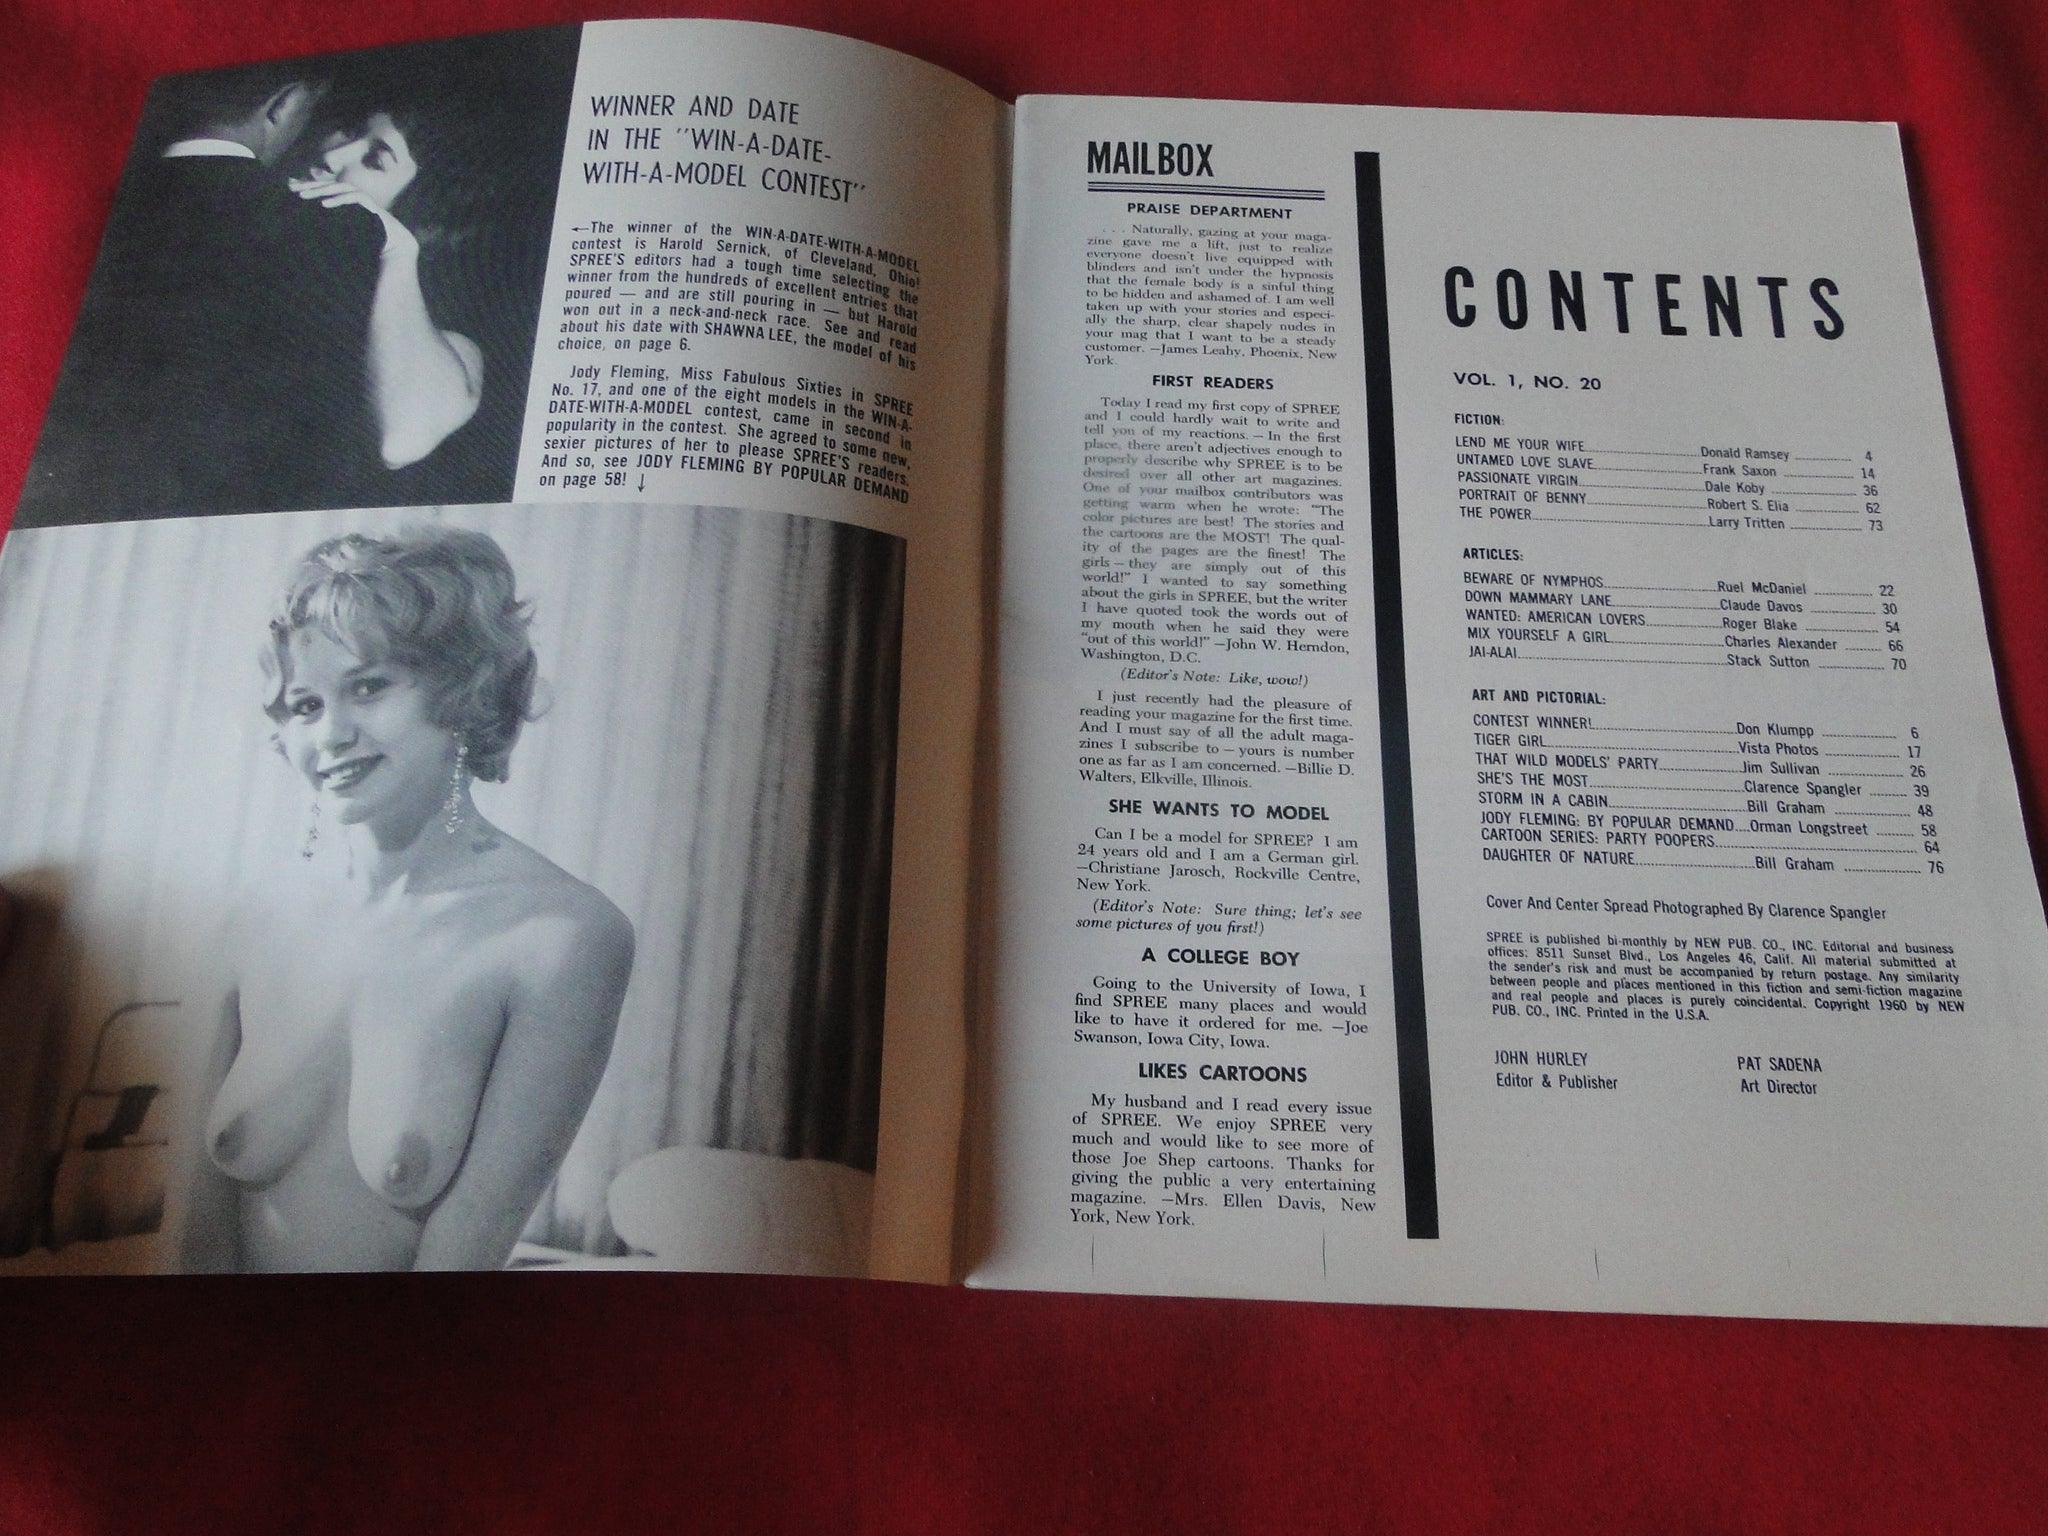 WINNER AND DATE
IN THE "WIN-A-DATE-
WITH-A-MODEL CONTEST"
←The winner of the WIN-A-DATE-WITH-A-MODEL
contest is Harold Sernick, of Cleveland, Ohio!
SPREE'S editors had a tough time selecting the
winner from the hundreds of excellent entries that
poured — and are still pouring in — but Harold
won out in a neck-and-neck race. See and read
about his date with SHAWNA LEE, the model of his
choice, on page 6.
Jody Fleming, Miss Fabulous Sixties in SPREE
No. 17, and one of the eight models in the WIN-A-
DATE-WITH-A-MODEL contest, came in second in
popularity in the contest. She agreed to some new,
sexier pictures of her to please SPREE'S readers.
And so, see JODY FLEMING BY POPULAR DEMAND
on page 58! ↓
MAILBOX
PRAISE DEPARTMENT
. . . Naturally, gazing at your maga-
zine gave me a lift, just to realize
everyone doesn't live equipped with
blinders and isn't under the hypnosis
that the female body is a sinful thing
to be hidden and ashamed of. I am well
taken up with your stories and especi-
ally the sharp, clear shapely nudes in
your mag that I want to be a steady
customer. —James Leahy, Phoenix, New
York.
FIRST READERS
Today I read my first copy of SPREE
and I could hardly wait to write and
tell you of my reactions. — In the first
place, there aren't adjectives enough to
properly describe why SPREE is to be
desired over all other art magazines.
One of your mailbox contributors was
getting warm when he wrote: "The
color pictures are best! The stories and
the cartoons are the MOST! The qual-
ity of the pages are the finest! The
girls — they are simply out of this
world!" I wanted to say something
about the girls in SPREE, but the writer
I have quoted took the words out of
my mouth when he said they were
"out of this world!" —John W. Herndon,
Washington, D.C.
(Editor's Note: Like, wow!)
I just recently had the pleasure of
reading your magazine for the first time.
And I must say of all the adult maga-
zines I subscribe to — yours is number
one as far as I am concerned. —Billie D.
Walters, Elkville, Illinois.
SHE WANTS TO MODEL
Can I be a model for SPREE? I am
24 years old and I am a German girl.
—Christiane Jarosch, Rockville Centre,
New York.
(Editor's Note: Sure thing; let's see
some pictures of you first!)
A COLLEGE BOY
Going to the University of Iowa, I
find SPREE many places and would
like to have it ordered for me. —Joe
Swanson, Iowa City, Iowa.
LIKES CARTOONS
My husband and I read every issue
of SPREE. We enjoy SPREE very
much and would like to see more of
those Joe Shep cartoons. Thanks for
giving the public a very entertaining
magazine. —Mrs. Ellen Davis, New
York, New York.
CONTENTS
VOL. 1, NO. 20
FICTION:
LEND ME YOUR WIFE Donald Ramsey 4
UNTAMED LOVE SLAVE Frank Saxon 14
PASSIONATE VIRGIN Dale Koby 36
PORTRAIT OF BENNY Robert S. Elia 62
THE POWER Larry Tritten 73
ARTICLES:
BEWARE OF NYMPHOS Ruel McDaniel 22
DOWN MAMMARY LANE Claude Davos 30
WANTED: AMERICAN LOVERS Roger Blake 54
MIX YOURSELF A GIRL Charles Alexander 66
JAI-ALAI Stack Sutton 70
ART AND PICTORIAL:
CONTEST WINNER! Don Klumpp 6
TIGER GIRL Vista Photos 17
THAT WILD MODELS' PARTY Jim Sullivan 26
SHE'S THE MOST Clarence Spangler 39
STORM IN A CABIN Bill Graham 48
JODY FLEMING: BY POPULAR DEMAND Orman Longstreet 58
CARTOON SERIES: PARTY POOPERS 64
DAUGHTER OF NATURE Bill Graham 76
Cover And Center Spread Photographed By Clarence Spangler
SPREE is published bi-monthly by NEW PUB. CO., INC. Editorial and business
offices: 8511 Sunset Blvd., Los Angeles 46, Calif. All material submitted at
the sender's risk and must be accompanied by return postage. Any similarity
between people and places mentioned in this fiction and semi-fiction magazine
and real people and places is purely coincidental. Copyright 1960 by NEW
PUB. CO., INC. Printed in the U.S.A.
JOHN HURLEY
Editor & Publisher
PAT SADENA
Art Director